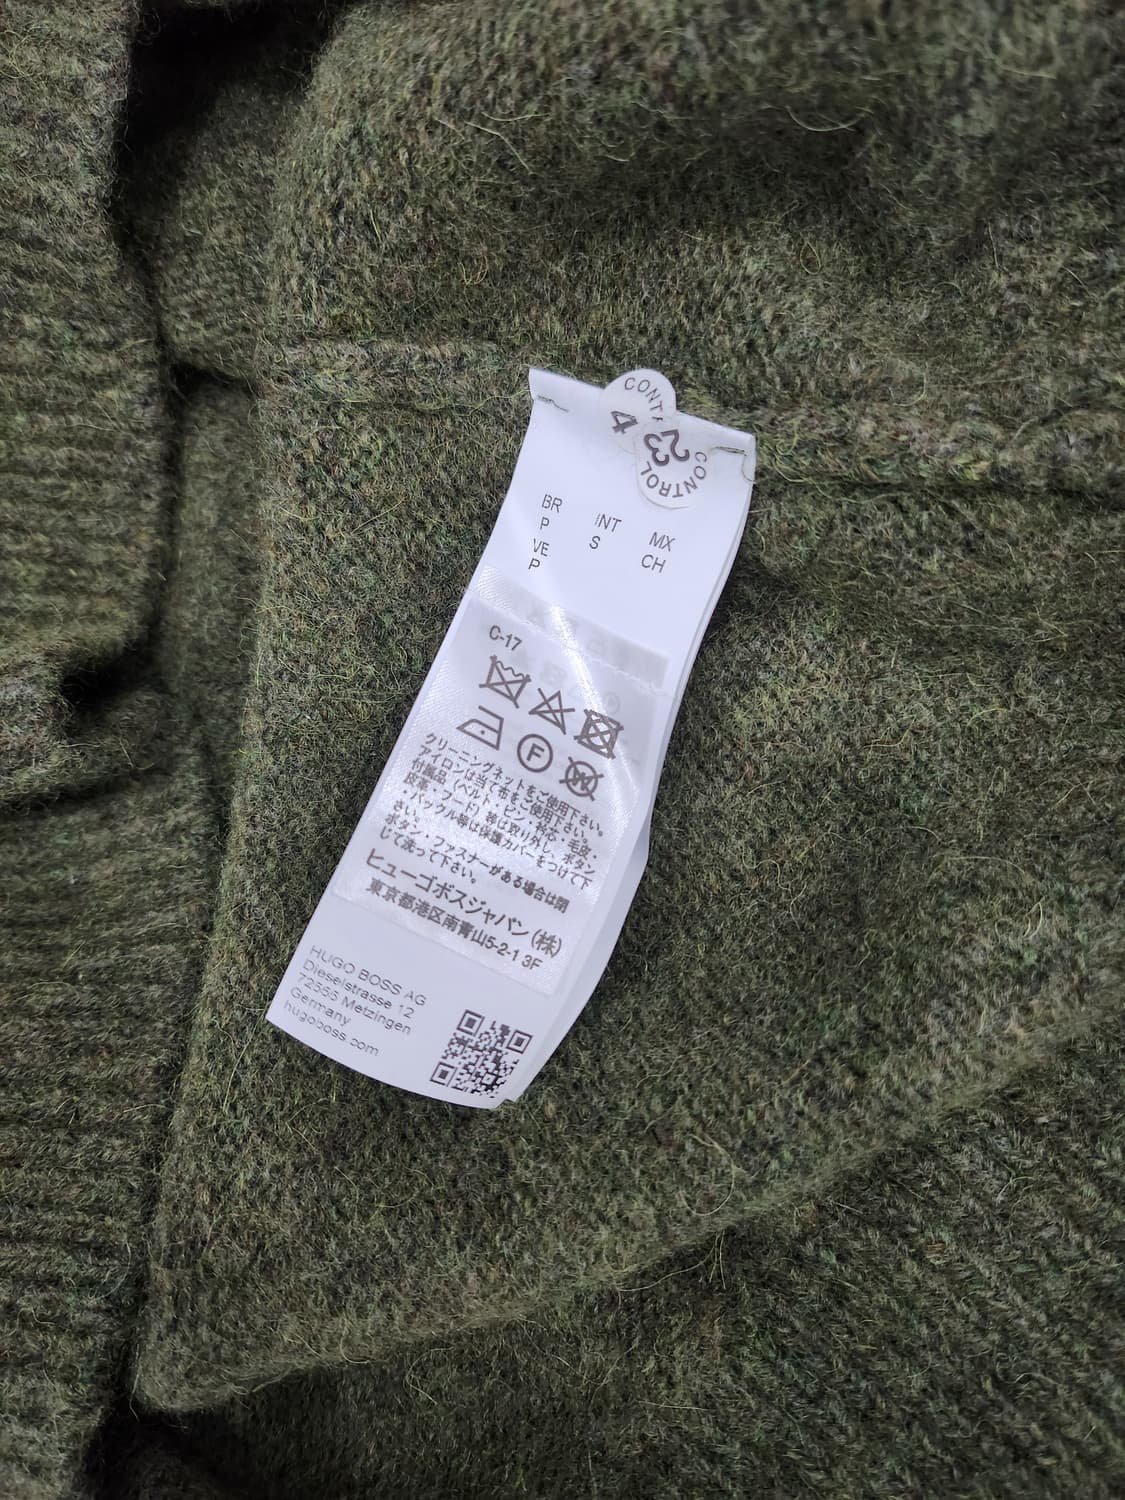 CONT
4
23
CONTROL
BR INT MX
P S CH
VE
P
C-17
F
W
クリーニングネットをご使用下さい。
アイロンは当て布をご使用下さい。
付属品(ベルト・ピン・衿芯・毛糸・
皮革・フード)等は取り外し、ボタン
さい。バックル等は保護カバーをつけて下
ボタン・ファスナーがある場合は閉
じて洗って下さい。
ヒューゴボスジャパン(株)
東京都港区南青山5-2-1 3F
HUGO BOSS AG
Dieselstrasse 12
72555 Metzingen
Germany
hugoboss.com